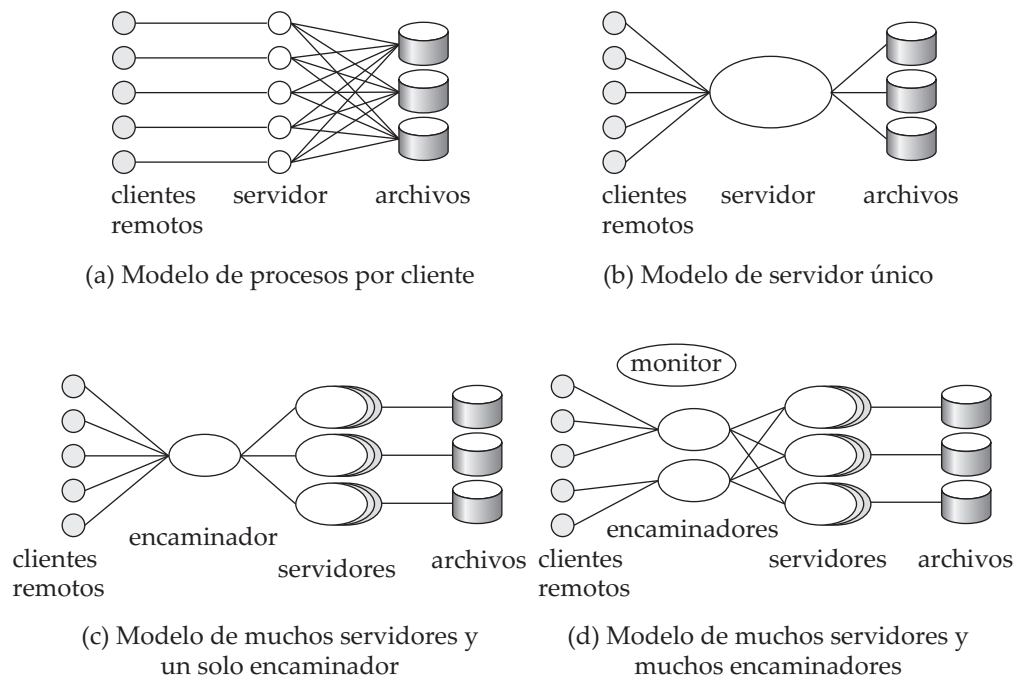 clientes
remotos
servidor
archivos
(a) Modelo de procesos por cliente
clientes
remotos
servidor
archivos
(b) Modelo de servidor único
clientes
remotos
encaminador
servidores
archivos
(c) Modelo de muchos servidores y
un solo encaminador
monitor
clientes
remotos
encaminadores
servidores
archivos
(d) Modelo de muchos servidores y
muchos encaminadores